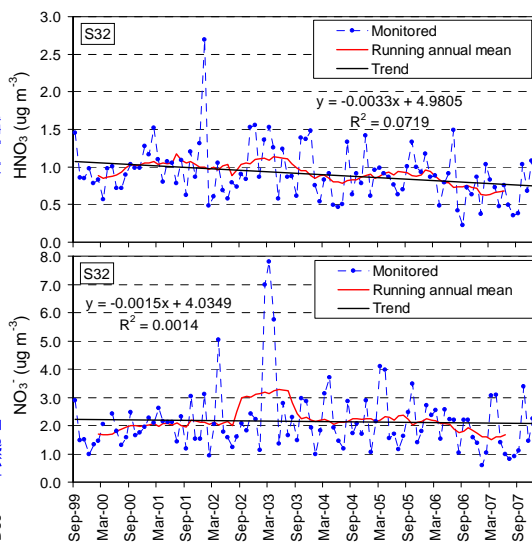 3.0
2.5
2.0
1.5
1.0
0.5
0.0
HNO₃ (ug m⁻³)
S32
Monitored
Running annual mean
Trend
y = -0.0033x + 4.9805
R² = 0.0719
8.0
7.0
6.0
5.0
4.0
3.0
2.0
1.0
0.0
NO₃⁻ (ug m⁻³)
S32
Monitored
Running annual mean
Trend
y = -0.0015x + 4.0349
R² = 0.0014
Sep-99
Mar-00
Sep-00
Mar-01
Sep-01
Mar-02
Sep-02
Mar-03
Sep-03
Mar-04
Sep-04
Mar-05
Sep-05
Mar-06
Sep-06
Mar-07
Sep-07